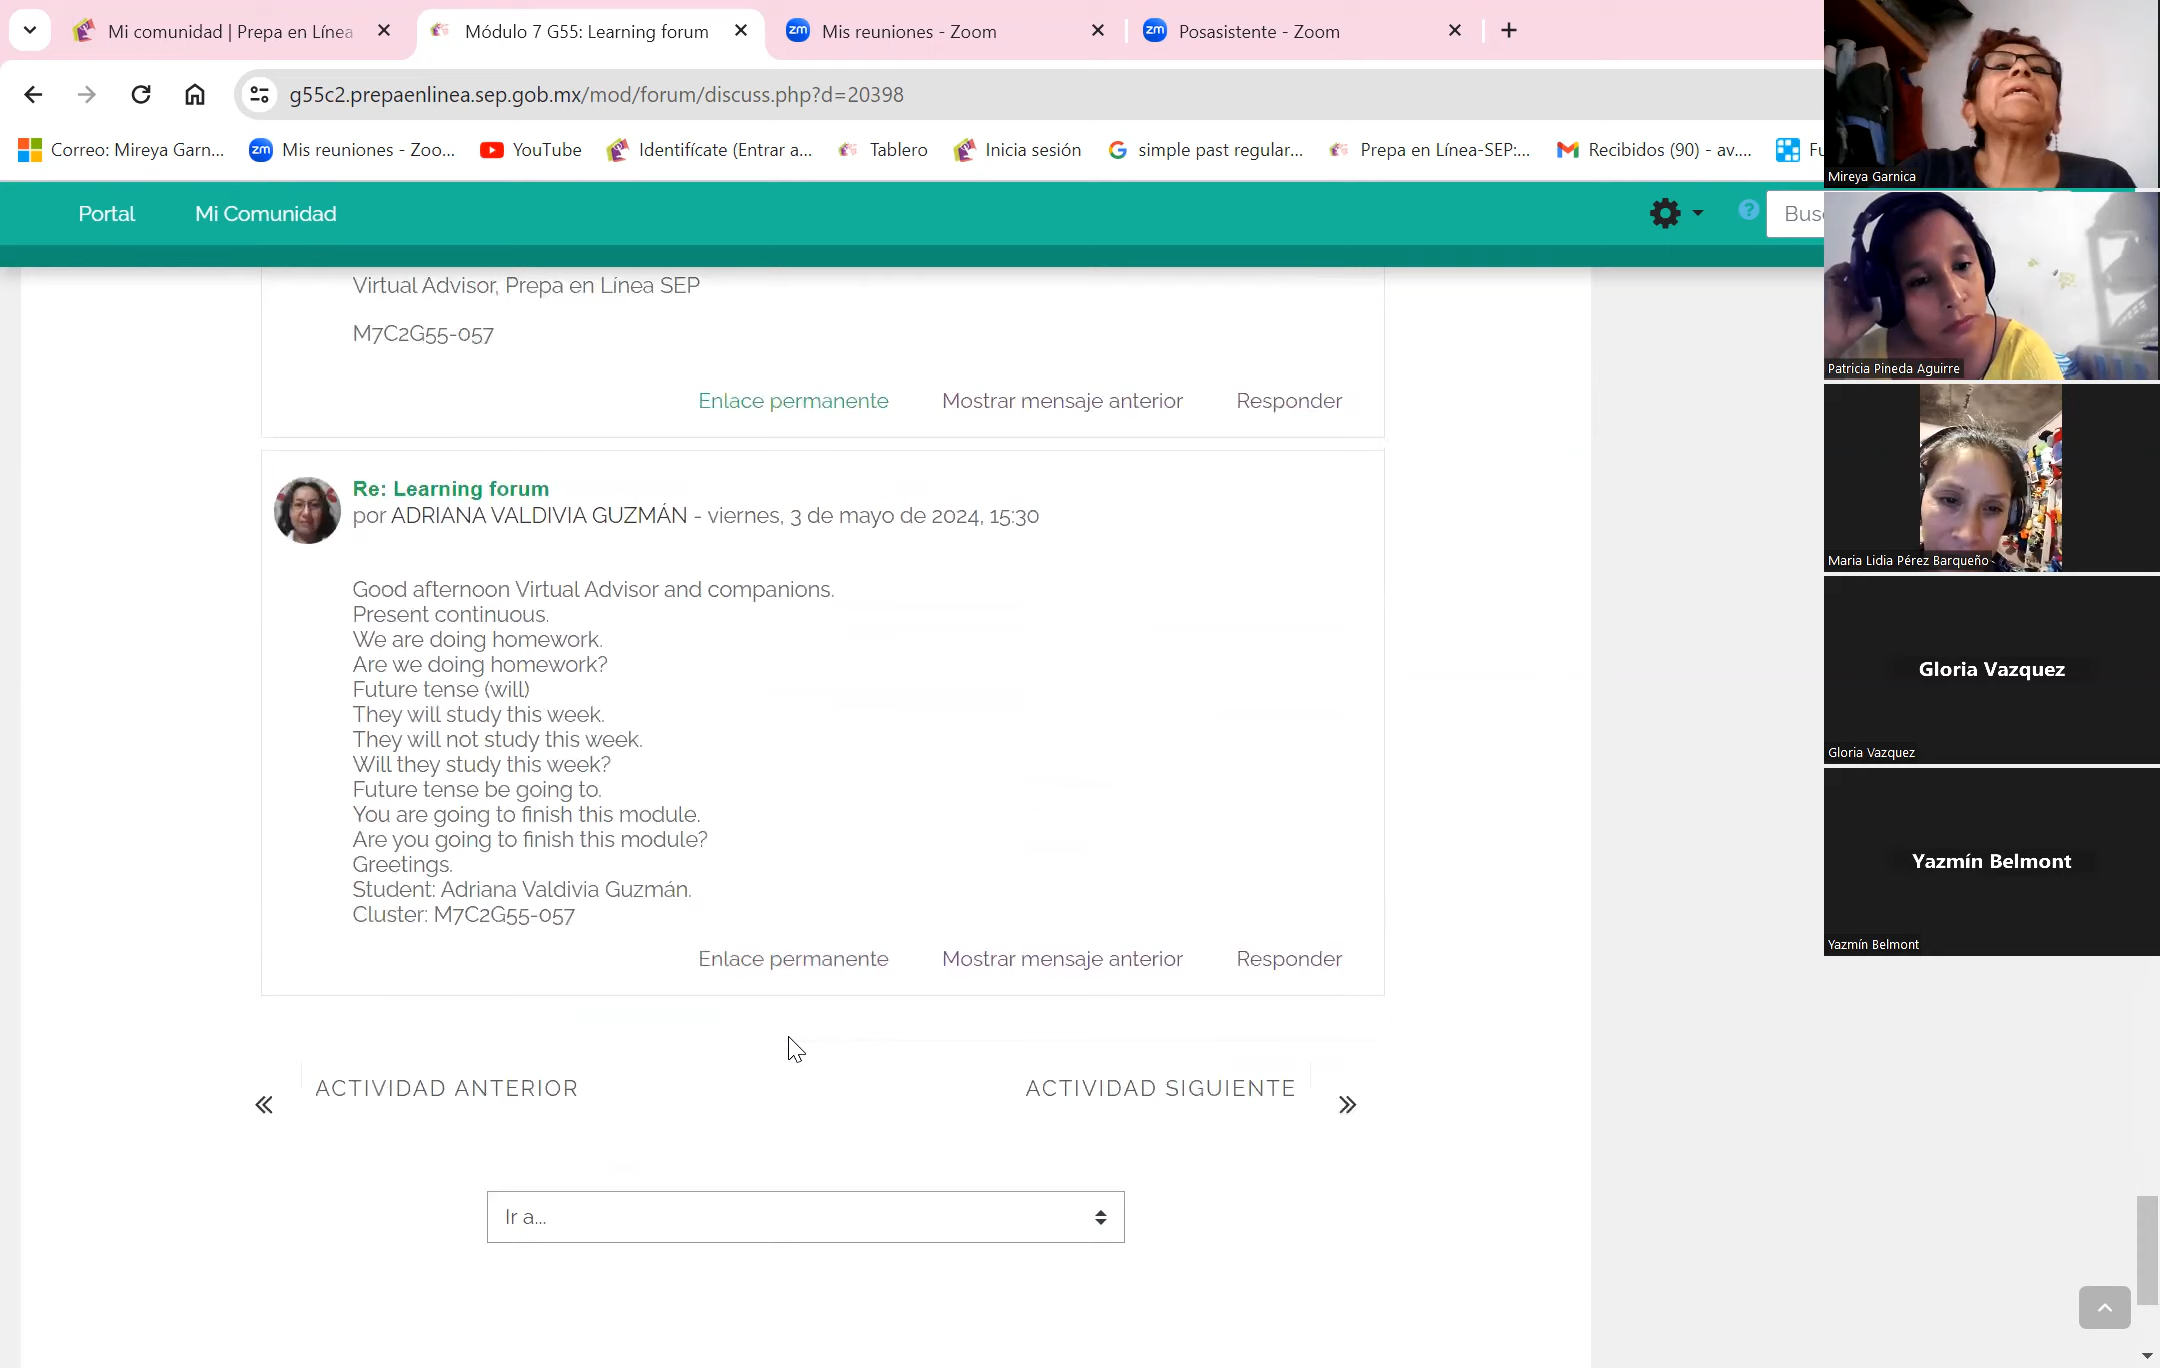 Mi comunidad | Prepa en Línea
Módulo 7 G55: Learning forum
Mis reuniones - Zoom
Posasistente - Zoom
g55c2.prepaenlinea.sep.gob.mx/mod/forum/discuss.php?d=20398
Correo: Mireya Garn...
Mis reuniones - Zoo...
YouTube
Identifícate (Entrar a...
Tablero
Inicia sesión
simple past regular...
Prepa en Línea-SEP:...
Recibidos (90) - av....
Portal
Mi Comunidad
Virtual Advisor, Prepa en Línea SEP
M7C2G55-057
Enlace permanente
Mostrar mensaje anterior
Responder
Re: Learning forum
por ADRIANA VALDIVIA GUZMÁN - viernes, 3 de mayo de 2024, 15:30
Good afternoon Virtual Advisor and companions.
Present continuous.
We are doing homework.
Are we doing homework?
Future tense (will)
They will study this week.
They will not study this week.
Will they study this week?
Future tense be going to.
You are going to finish this module.
Are you going to finish this module?
Greetings.
Student: Adriana Valdivia Guzmán.
Cluster: M7C2G55-057
Enlace permanente
Mostrar mensaje anterior
Responder
ACTIVIDAD ANTERIOR
ACTIVIDAD SIGUIENTE
Ir a...
Mireya Garnica
Patricia Pineda Aguirre
Maria Lidia Pérez Barqueño
Gloria Vazquez
Gloria Vazquez
Yazmín Belmont
Yazmín Belmont